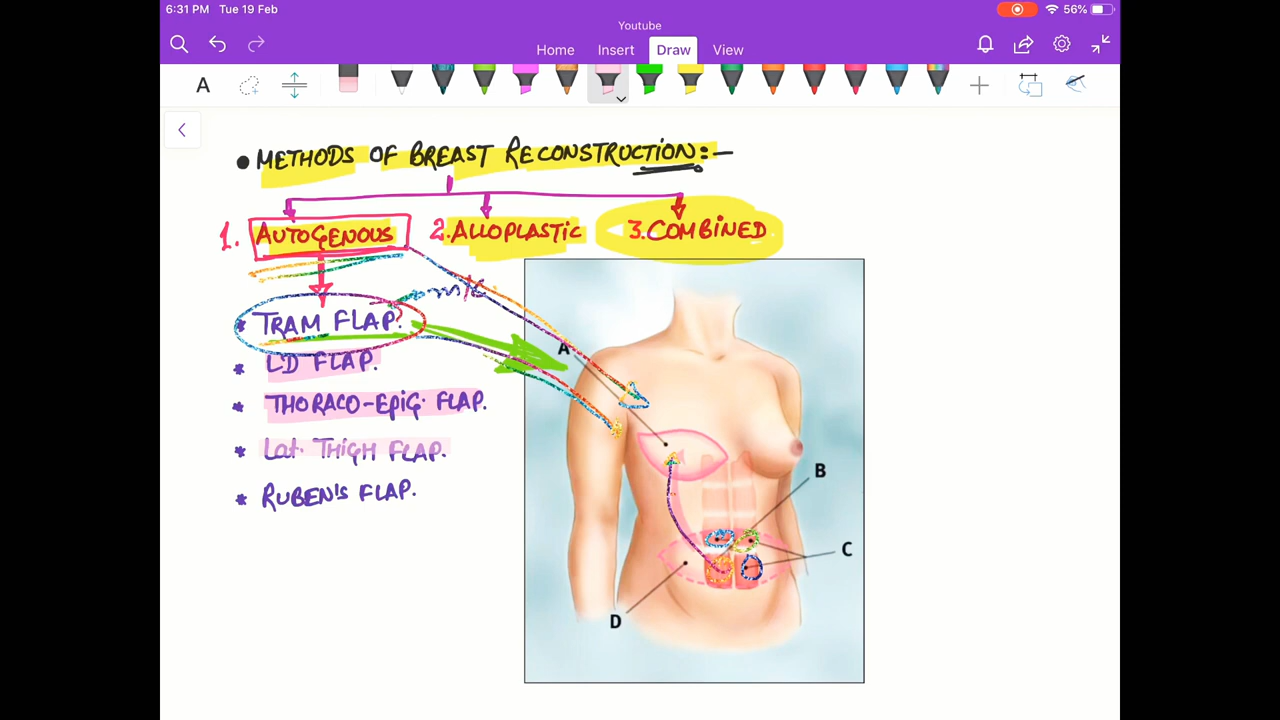 6:31 PM Tue 19 Feb
56%
Youtube
Home Insert Draw View
A
• METHODS OF BREAST RECONSTRUCTION:-
1. AUTOGENOUS 2. ALLOPLASTIC 3. COMBINED
m/c
* TRAM FLAP?
* LD FLAP.
* THORACO-EPIG. FLAP.
* Lat. THIGH FLAP.
* RUBEN'S FLAP.
A
B
C
D